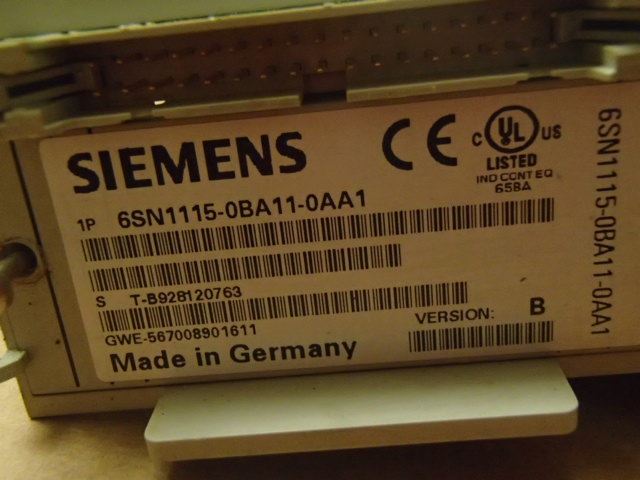 SIEMENS
CE
C UL US
LISTED
IND CONT EQ
65BA
1P 6SN1115-0BA11-0AA1
S T-B928120763
GWE-567008901611
VERSION: B
Made in Germany
6SN1115-0BA11-0AA1